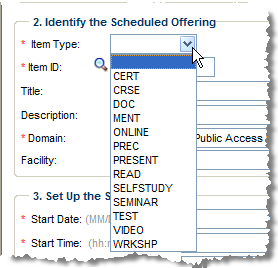 2. Identify the Scheduled Offering
* Item Type:
* Item ID:
Title:
Description:
* Domain:
Public Access
Facility:
CERT
CRSE
DOC
MENT
ONLINE
PREC
PRESENT
READ
SELFSTUDY
SEMINAR
TEST
VIDEO
WRKSHP
3. Set Up the S
* Start Date: (MM/
* Start Time: (hh: